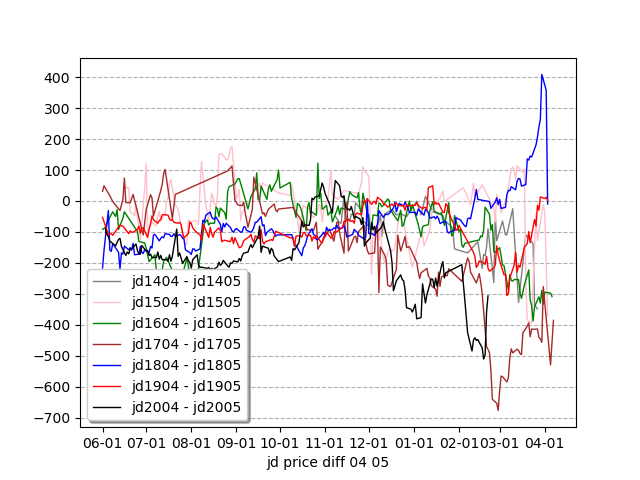 400
300
200
100
0
−100
−200
−300
−400
−500
−600
−700
jd1404 - jd1405
jd1504 - jd1505
jd1604 - jd1605
jd1704 - jd1705
jd1804 - jd1805
jd1904 - jd1905
jd2004 - jd2005
06-01 07-01 08-01 09-01 10-01 11-01 12-01 01-01 02-01 03-01 04-01
jd price diff 04 05